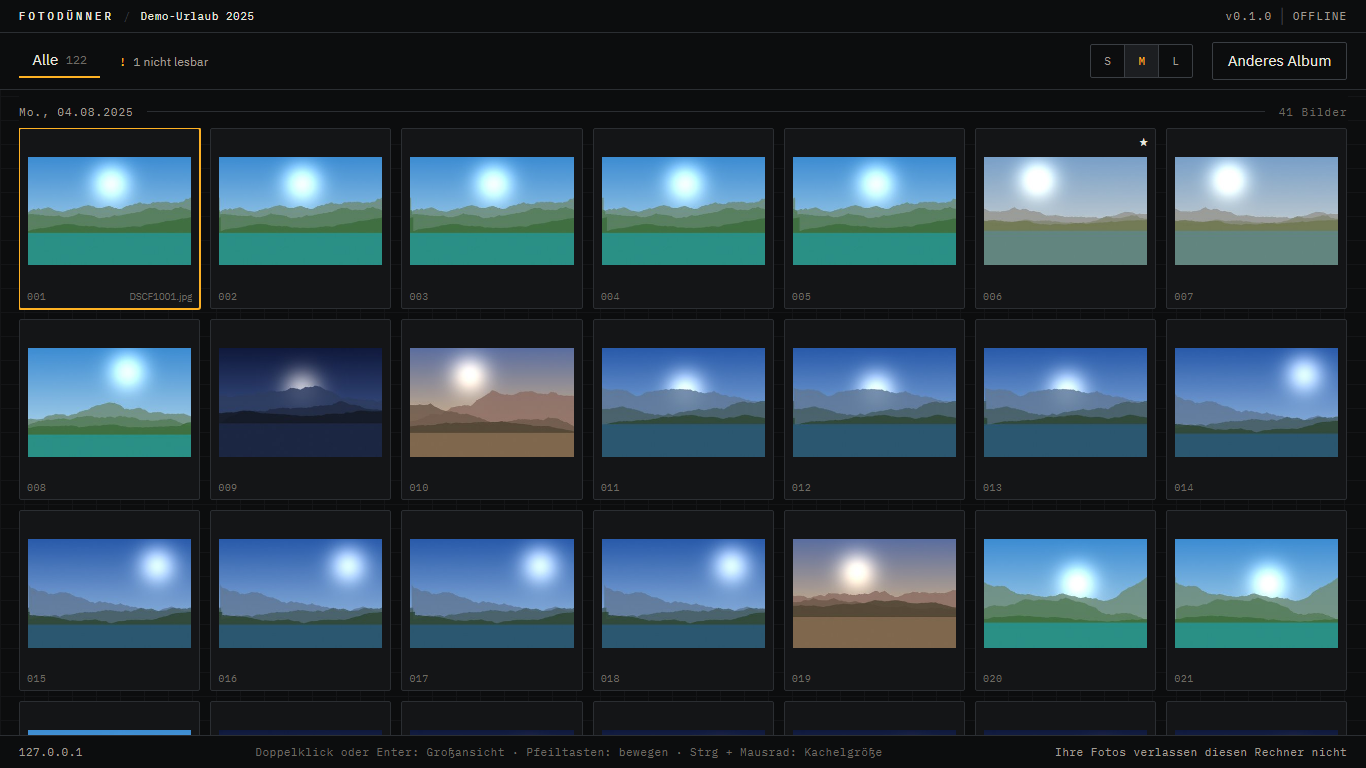 FOTODÜNNER / Demo-Urlaub 2025 v0.1.0 OFFLINE
Alle 122 ! 1 nicht lesbar S M L Anderes Album
Mo., 04.08.2025 41 Bilder
★
001 DSCF1001.jpg 002 003 004 005 006 007
008 009 010 011 012 013 014
015 016 017 018 019 020 021
127.0.0.1 Doppelklick oder Enter: Großansicht · Pfeiltasten: bewegen · Strg + Mausrad: Kachelgröße Ihre Fotos verlassen diesen Rechner nicht